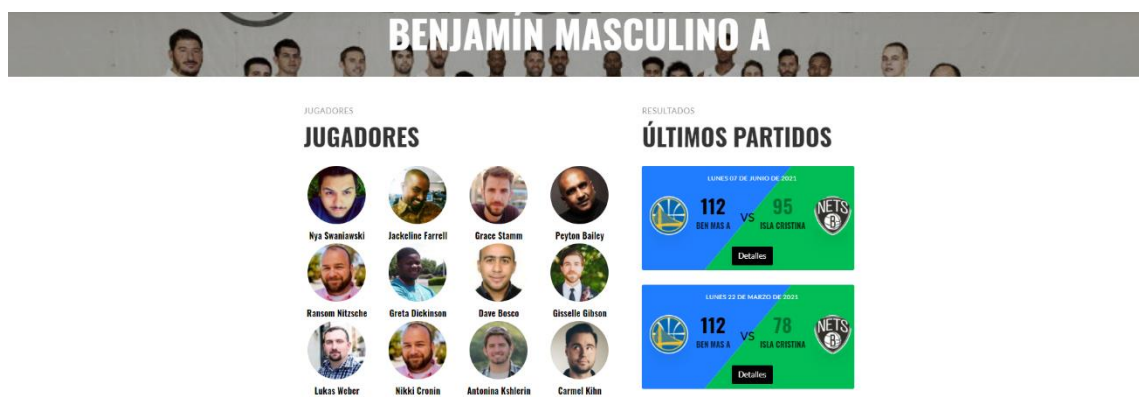 BENJAMÍN MASCULINO A
JUGADORES
JUGADORES
Nya Swaniawski
Jackeline Farrell
Grace Stamm
Peyton Bailey
Ransom Nitzsche
Greta Dickinson
Dave Bosco
Gisselle Gibson
Lukas Weber
Nikki Cronin
Antonina Kshlerin
Carmel Kihn
RESULTADOS
ÚLTIMOS PARTIDOS
LUNES 07 DE JUNIO DE 2021
112
BEN MAS A
VS
95
ISLA CRISTINA
NETS
B
Detalles
LUNES 22 DE MARZO DE 2021
112
BEN MAS A
VS
78
ISLA CRISTINA
NETS
B
Detalles